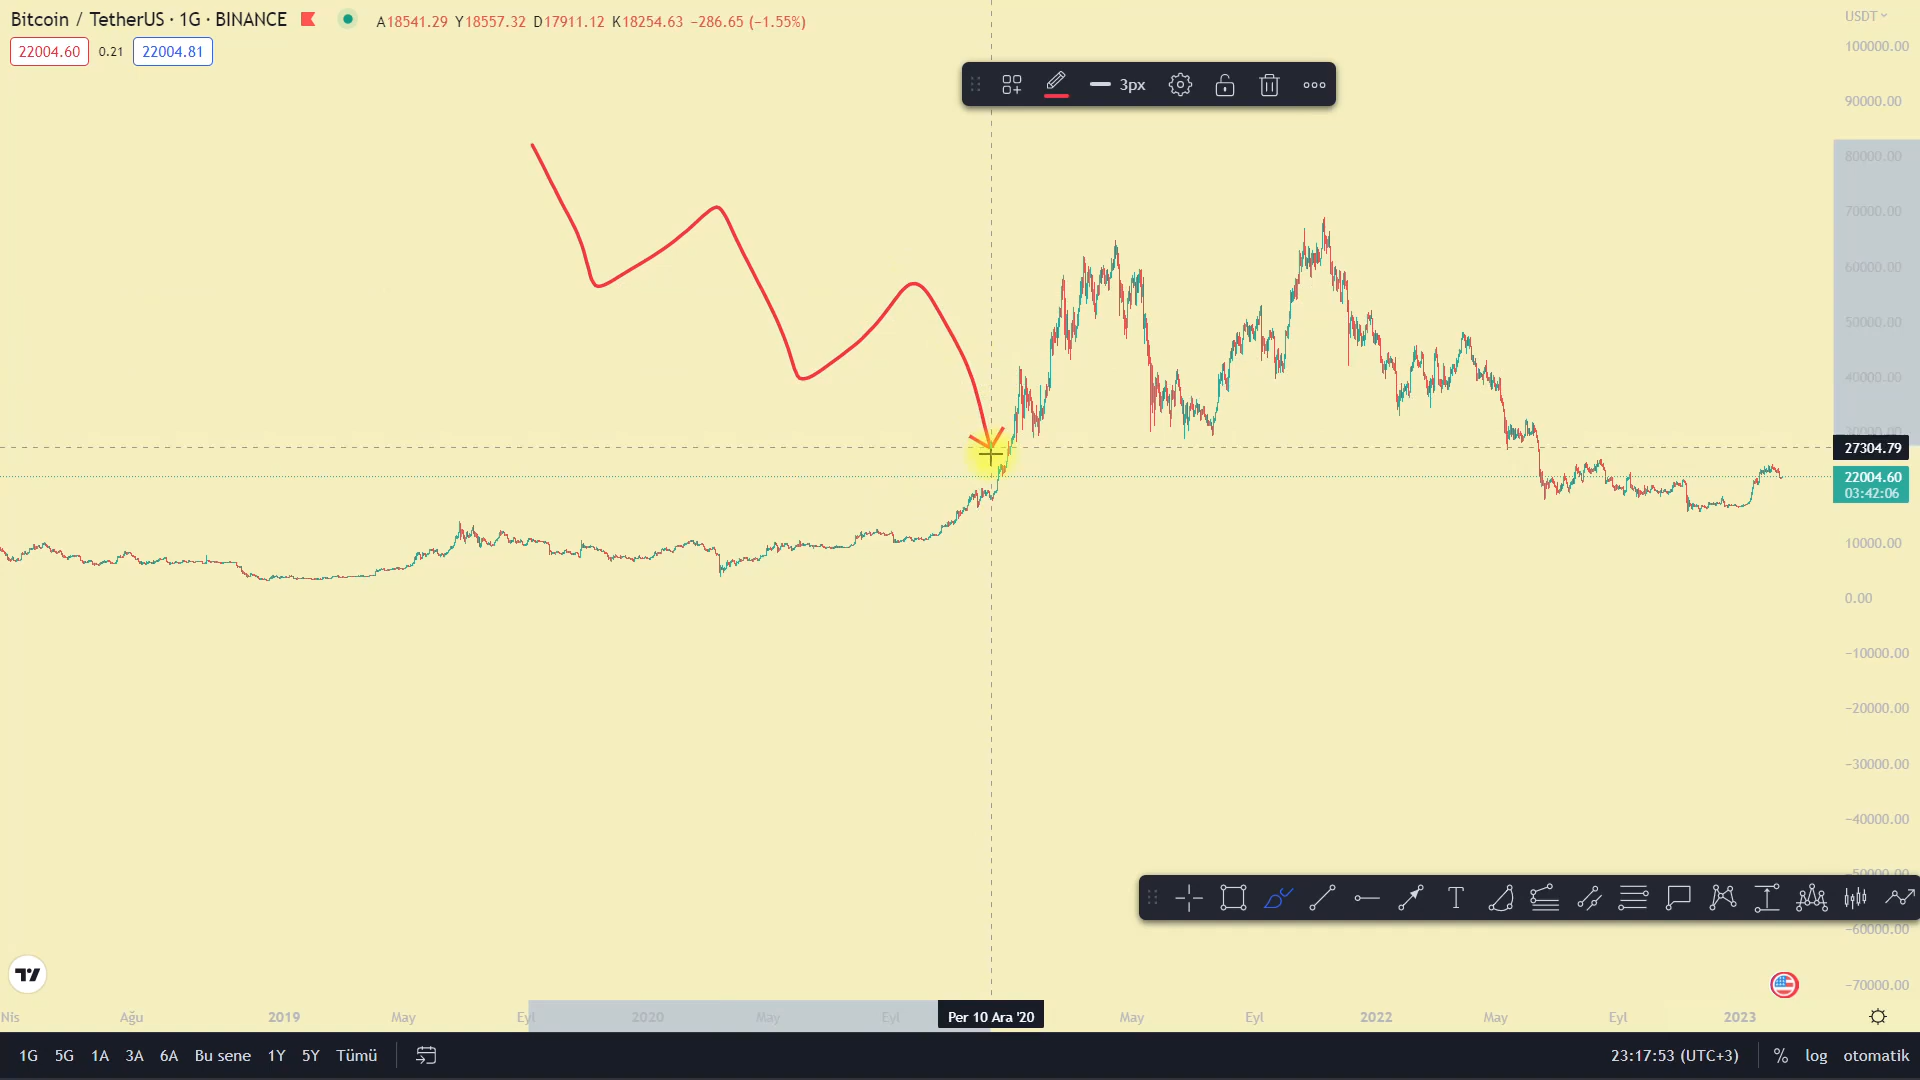 Bitcoin / TetherUS · 1G · BINANCE
A18541.29 Y18557.32 D17911.12 K18254.63 −286.65 (−1.55%)
USDT
22004.60 0.21 22004.81
100000.00
3px
90000.00
80000.00
70000.00
60000.00
50000.00
40000.00
30000.00
27304.79
22004.60
03:42:06
10000.00
0.00
−10000.00
−20000.00
−30000.00
−40000.00
T
−60000.00
−70000.00
Nis Ağu 2019 May Eyl 2020 May Eyl Per 10 Ara '20 May Eyl 2022 May Eyl 2023
1G 5G 1A 3A 6A Bu sene 1Y 5Y Tümü 23:17:53 (UTC+3) % log otomatik